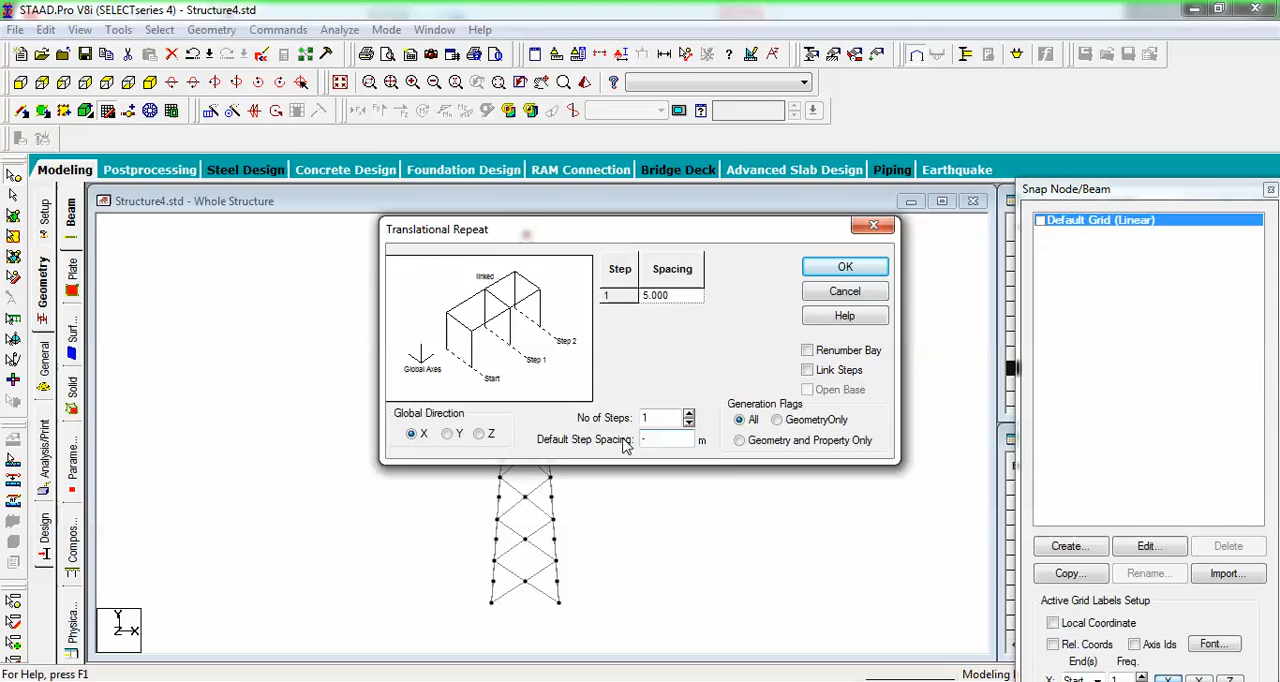 STAAD.Pro V8i (SELECTseries 4) - Structure4.std
File Edit View Tools Select Geometry Commands Analyze Mode Window Help
Modeling Postprocessing Steel Design Concrete Design Foundation Design RAM Connection Bridge Deck Advanced Slab Design Piping Earthquake
Structure4.std - Whole Structure
Snap Node/Beam
Default Grid (Linear)
Setup
Geometry
General
Analysis/Print
Design
Beam
Plate
Surf...
Solid
Parame...
Compos...
Physica...
Translational Repeat
linked
Step 2
Step 1
Start
Global Axes
Step Spacing
1 5.000
OK
Cancel
Help
Renumber Bay
Link Steps
Open Base
Global Direction
X Y Z
No of Steps: 1
Default Step Spacing: - m
Generation Flags
All GeometryOnly
Geometry and Property Only
Y
Z X
Create... Edit... Delete
Copy... Rename... Import...
Active Grid Labels Setup
Local Coordinate
Rel. Coords Axis Ids Font...
End(s) Freq.
X: Start 1 X Y Z
For Help, press F1
Modeling